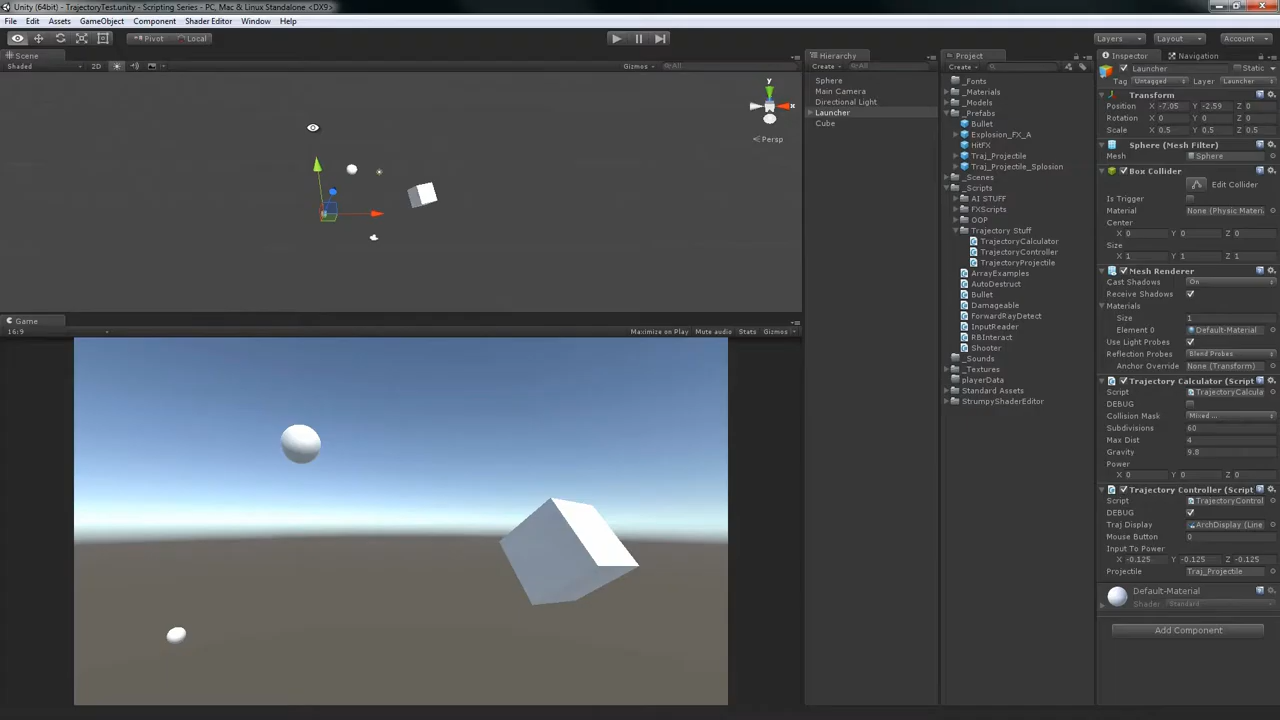 Unity (64bit) - TrajectoryTest.unity - Scripting Series - PC, Mac & Linux Standalone <DX9>
File Edit Assets GameObject Component Shader Editor Window Help
Pivot Local Layers Layout Account
Scene
Shaded 2D Gizmos All
Game
16:9 Maximize on Play Mute audio Stats Gizmos
Hierarchy
Create All
Sphere
Main Camera
Directional Light
Launcher
Cube
Project
Create
_Fonts
_Materials
_Models
_Prefabs
Bullet
Explosion_FX_A
HitFX
Traj_Projectile
Traj_Projectile_Splosion
_Scenes
_Scripts
AI STUFF
FXScripts
OOP
Trajectory Stuff
TrajectoryCalculator
TrajectoryController
TrajectoryProjectile
ArrayExamples
AutoDestruct
Bullet
Damageable
ForwardRayDetect
InputReader
RBInteract
Shooter
_Sounds
_Textures
playerData
Standard Assets
StrumpyShaderEditor
Inspector Navigation
Launcher Static
Tag Untagged Layer Launcher
Transform
Position X -7.05 Y -2.59 Z 0
Rotation X 0 Y 0 Z 0
Scale X 0.5 Y 0.5 Z 0.5
Sphere (Mesh Filter)
Mesh Sphere
Box Collider
Edit Collider
Is Trigger
Material None (Physic Materi
Center
X 0 Y 0 Z 0
Size
X 1 Y 1 Z 1
Mesh Renderer
Cast Shadows On
Receive Shadows
Materials
Size 1
Element 0 Default-Material
Use Light Probes
Reflection Probes Blend Probes
Anchor Override None (Transform)
Trajectory Calculator (Script
Script TrajectoryCalcula
DEBUG
Collision Mask Mixed ...
Subdivisions 60
Max Dist 4
Gravity 9.8
Power
X 0 Y 0 Z 0
Trajectory Controller (Script
Script TrajectoryControl
DEBUG
Traj Display ArchDisplay (Line
Mouse Button 0
Input To Power
X -0.125 Y -0.125 Z -0.125
Projectile Traj_Projectile
Default-Material
Shader Standard
Add Component
y
x
Persp